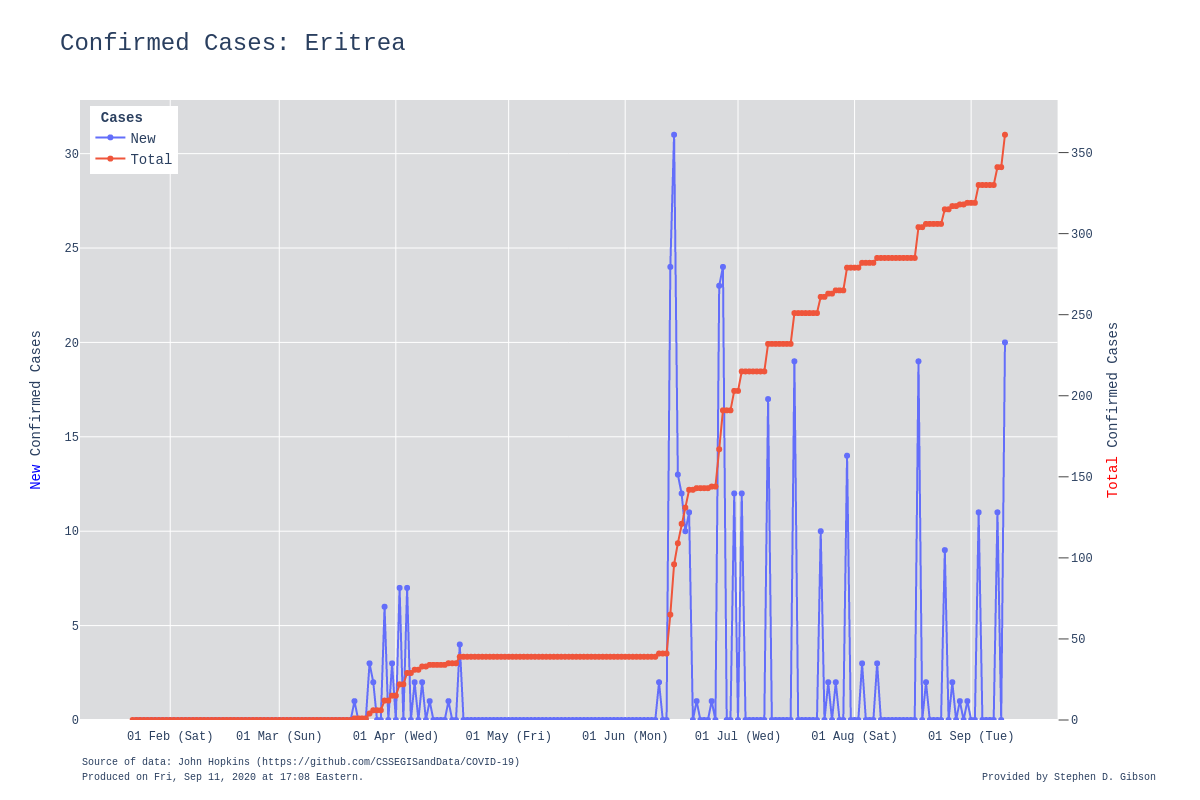 Confirmed Cases: Eritrea
Cases
New
Total
30
25
20
15
10
5
0
350
300
250
200
150
100
50
0
New Confirmed Cases
Total Confirmed Cases
01 Feb (Sat)
01 Mar (Sun)
01 Apr (Wed)
01 May (Fri)
01 Jun (Mon)
01 Jul (Wed)
01 Aug (Sat)
01 Sep (Tue)
Source of data: John Hopkins (https://github.com/CSSEGISandData/COVID-19)
Produced on Fri, Sep 11, 2020 at 17:08 Eastern.
Provided by Stephen D. Gibson